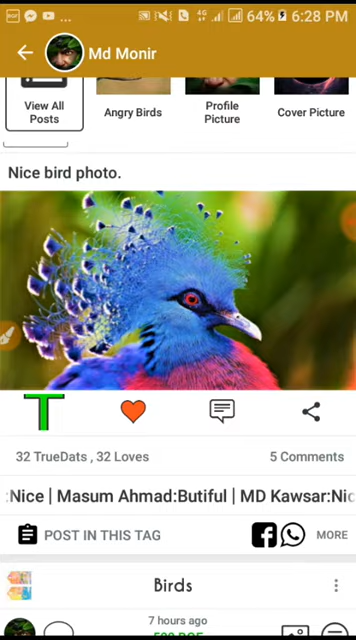 64% 6:28 PM
Md Monir
View All
Posts
Angry Birds
Profile
Picture
Cover Picture
Nice bird photo.
T
32 TrueDats , 32 Loves
5 Comments
:Nice | Masum Ahmad:Butiful | MD Kawsar:Nic
POST IN THIS TAG
MORE
Birds
7 hours ago